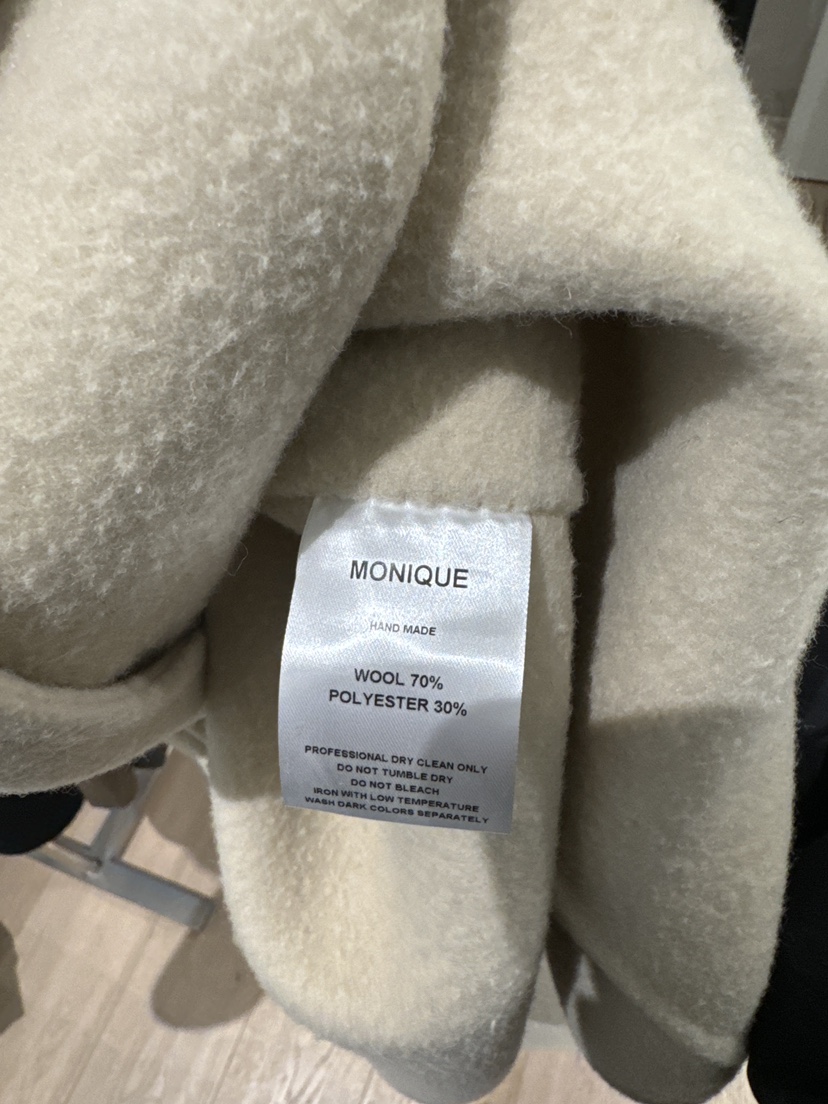 MONIQUE
HAND MADE
WOOL 70%
POLYESTER 30%
PROFESSIONAL DRY CLEAN ONLY
DO NOT TUMBLE DRY
DO NOT BLEACH
IRON WITH LOW TEMPERATURE
WASH DARK COLORS SEPARATELY